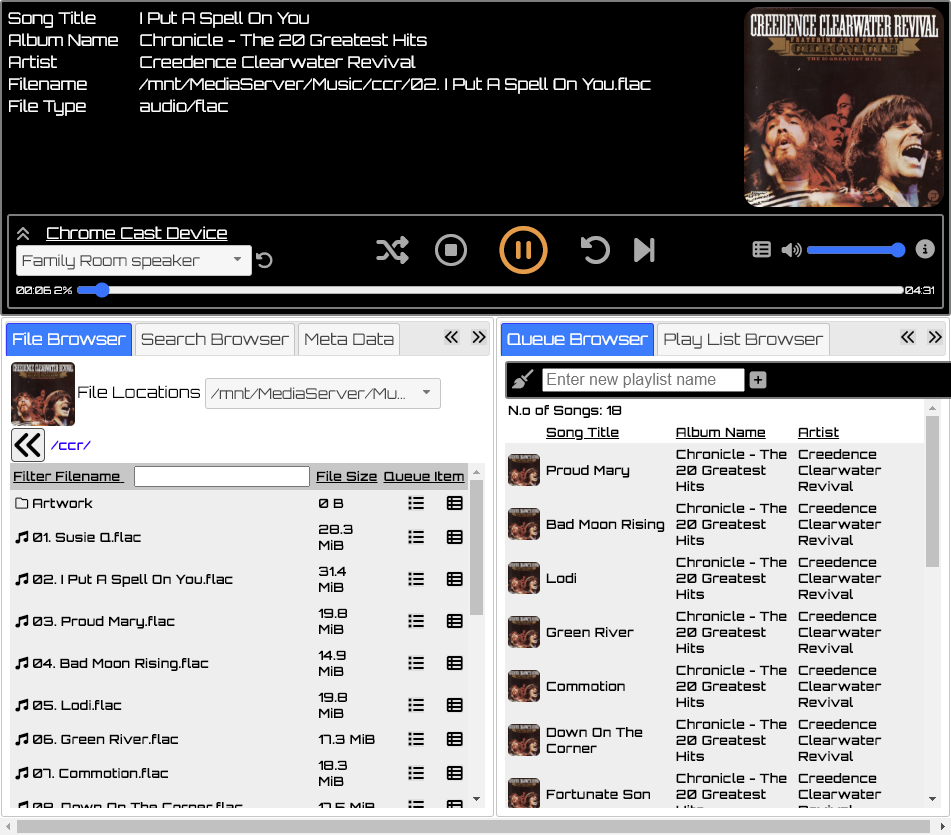 Song Title I Put A Spell On You
Album Name Chronicle - The 20 Greatest Hits
Artist Creedence Clearwater Revival
Filename /mnt/MediaServer/Music/ccr/02. I Put A Spell On You.flac
File Type audio/flac
CREEDENCE CLEARWATER REVIVAL
FEATURING JOHN FOGERTY
CHRONICLE
THE 20 GREATEST HITS
Chrome Cast Device
Family Room speaker
00:06 2% 04:31
File Browser Search Browser Meta Data
File Locations /mnt/MediaServer/Mu...
/ccr/
Filter Filename File Size Queue Item
Artwork 0 B
01. Susie Q.flac 28.3 MiB
02. I Put A Spell On You.flac 31.4 MiB
03. Proud Mary.flac 19.8 MiB
04. Bad Moon Rising.flac 14.9 MiB
05. Lodi.flac 19.8 MiB
06. Green River.flac 17.3 MiB
07. Commotion.flac 18.3 MiB
08. Down On The Corner.flac 17.5 MiB
Queue Browser Play List Browser
Enter new playlist name
N.o of Songs: 18
Song Title Album Name Artist
Proud Mary Chronicle - The 20 Greatest Hits Creedence Clearwater Revival
Bad Moon Rising Chronicle - The 20 Greatest Hits Creedence Clearwater Revival
Lodi Chronicle - The 20 Greatest Hits Creedence Clearwater Revival
Green River Chronicle - The 20 Greatest Hits Creedence Clearwater Revival
Commotion Chronicle - The 20 Greatest Hits Creedence Clearwater Revival
Down On The Corner Chronicle - The 20 Greatest Hits Creedence Clearwater Revival
Fortunate Son Chronicle - The 20 Greatest Hits Creedence Clearwater Revival